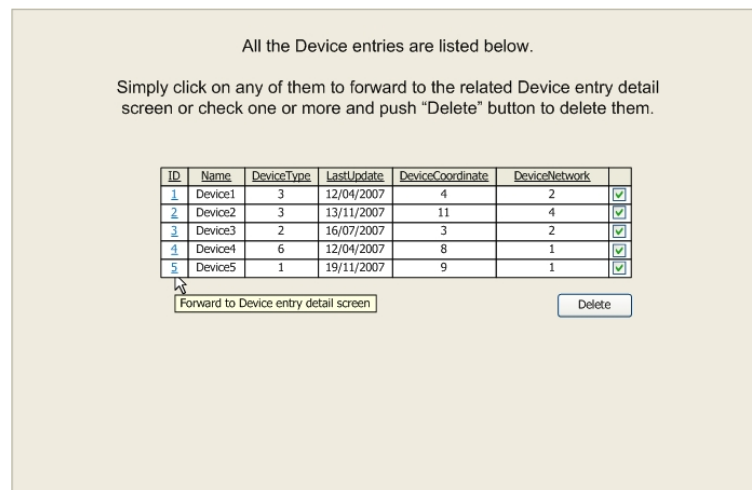 All the Device entries are listed below.
Simply click on any of them to forward to the related Device entry detail
screen or check one or more and push “Delete” button to delete them.
ID Name DeviceType LastUpdate DeviceCoordinate DeviceNetwork
1 Device1 3 12/04/2007 4 2
2 Device2 3 13/11/2007 11 4
3 Device3 2 16/07/2007 3 2
4 Device4 6 12/04/2007 8 1
5 Device5 1 19/11/2007 9 1
Forward to Device entry detail screen
Delete